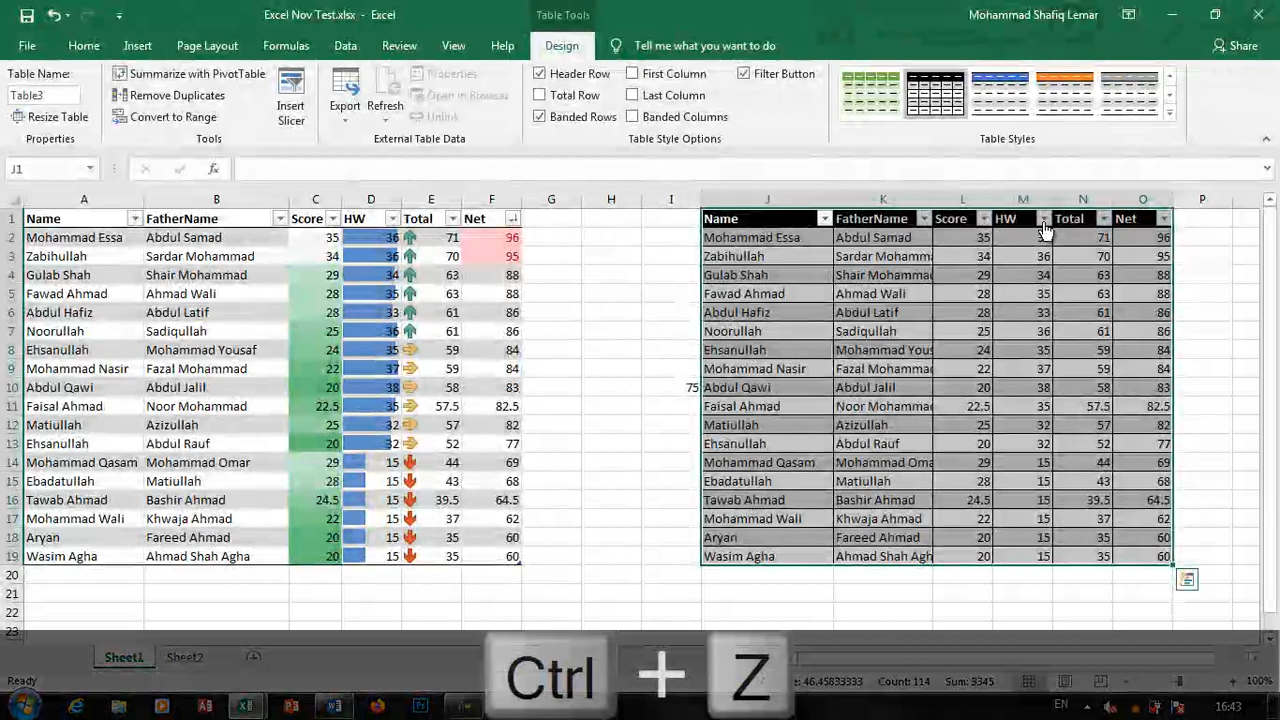 Excel Nov Test.xlsx - Excel
Table Tools
Mohammad Shafiq Lemar
File Home Insert Page Layout Formulas Data Review View Help Design Tell me what you want to do Share
Table Name:
Table3
Resize Table
Properties
Summarize with PivotTable
Remove Duplicates
Convert to Range
Tools
Insert
Slicer
Export
Refresh
Properties
Open in Browser
Unlink
External Table Data
Header Row First Column Filter Button
Total Row Last Column
Banded Rows Banded Columns
Table Style Options
Table Styles
J1
A B C D E F G H I J K L M N O P
1 Name FatherName Score HW Total Net Name FatherName Score HW Total Net
2 Mohammad Essa Abdul Samad 35 36 71 96 Mohammad Essa Abdul Samad 35 71 96
3 Zabihullah Sardar Mohammad 34 36 70 95 Zabihullah Sardar Mohamm 34 36 70 95
4 Gulab Shah Shair Mohammad 29 34 63 88 Gulab Shah Shair Mohamma 29 34 63 88
5 Fawad Ahmad Ahmad Wali 28 35 63 88 Fawad Ahmad Ahmad Wali 28 35 63 88
6 Abdul Hafiz Abdul Latif 28 33 61 86 Abdul Hafiz Abdul Latif 28 33 61 86
7 Noorullah Sadiqullah 25 36 61 86 Noorullah Sadiqullah 25 36 61 86
8 Ehsanullah Mohammad Yousaf 24 35 59 84 Ehsanullah Mohammad You 24 35 59 84
9 Mohammad Nasir Fazal Mohammad 22 37 59 84 Mohammad Nasir Fazal Mohamma 22 37 59 84
10 Abdul Qawi Abdul Jalil 20 38 58 83 75 Abdul Qawi Abdul Jalil 20 38 58 83
11 Faisal Ahmad Noor Mohammad 22.5 35 57.5 82.5 Faisal Ahmad Noor Mohammad 22.5 35 57.5 82.5
12 Matiullah Azizullah 25 32 57 82 Matiullah Azizullah 25 32 57 82
13 Ehsanullah Abdul Rauf 20 32 52 77 Ehsanullah Abdul Rauf 20 32 52 77
14 Mohammad Qasam Mohammad Omar 29 15 44 69 Mohammad Qasam Mohammad Oma 29 15 44 69
15 Ebadatullah Matiullah 28 15 43 68 Ebadatullah Matiullah 28 15 43 68
16 Tawab Ahmad Bashir Ahmad 24.5 15 39.5 64.5 Tawab Ahmad Bashir Ahmad 24.5 15 39.5 64.5
17 Mohammad Wali Khwaja Ahmad 22 15 37 62 Mohammad Wali Khwaja Ahmad 22 15 37 62
18 Aryan Fareed Ahmad 20 15 35 60 Aryan Fareed Ahmad 20 15 35 60
19 Wasim Agha Ahmad Shah Agha 20 15 35 60 Wasim Agha Ahmad Shah Agh 20 15 35 60
20
21
22
23
Sheet1 Sheet2
Ctrl + Z
Ready
: 46.45833333 Count: 114 Sum: 3345
100%
EN 16:43